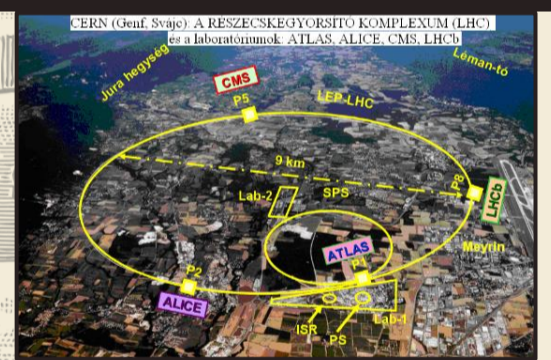 CERN (Genf, Svájc): A RÉSZECSKEGYORSÍTÓ KOMPLEXUM (LHC)
és a laboratóriumok: ATLAS, ALICE, CMS, LHCb
Jura hegység
Léman-tó
CMS
P5
LEP-LHC
9 km
P8
LHCb
Lab-2
SPS
ATLAS
P1
Meyrin
P2
ALICE
Lab-1
ISR
PS